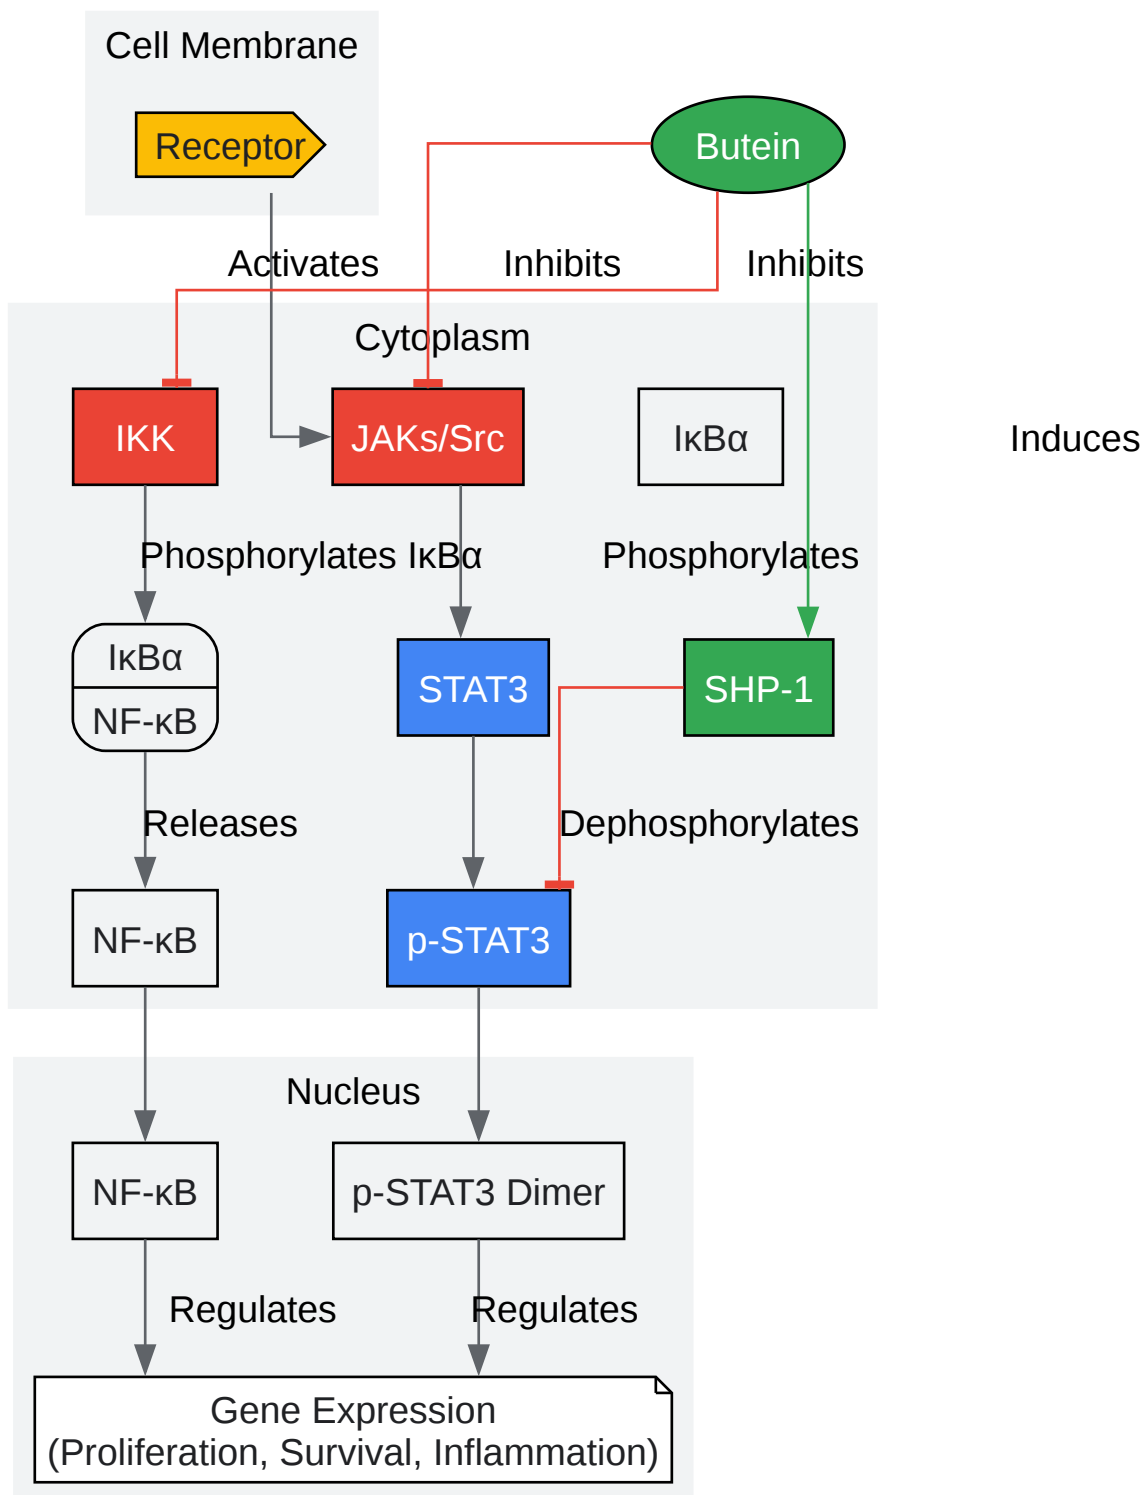 Cell Membrane
Receptor
Butein
Activates
Inhibits
Inhibits
Cytoplasm
IKK
JAKs/Src
IκBα
Induces
Phosphorylates IκBα
Phosphorylates
IκBα
NF-κB
STAT3
SHP-1
Releases
Dephosphorylates
NF-κB
p-STAT3
Nucleus
NF-κB
p-STAT3 Dimer
Regulates
Regulates
Gene Expression
(Proliferation, Survival, Inflammation)